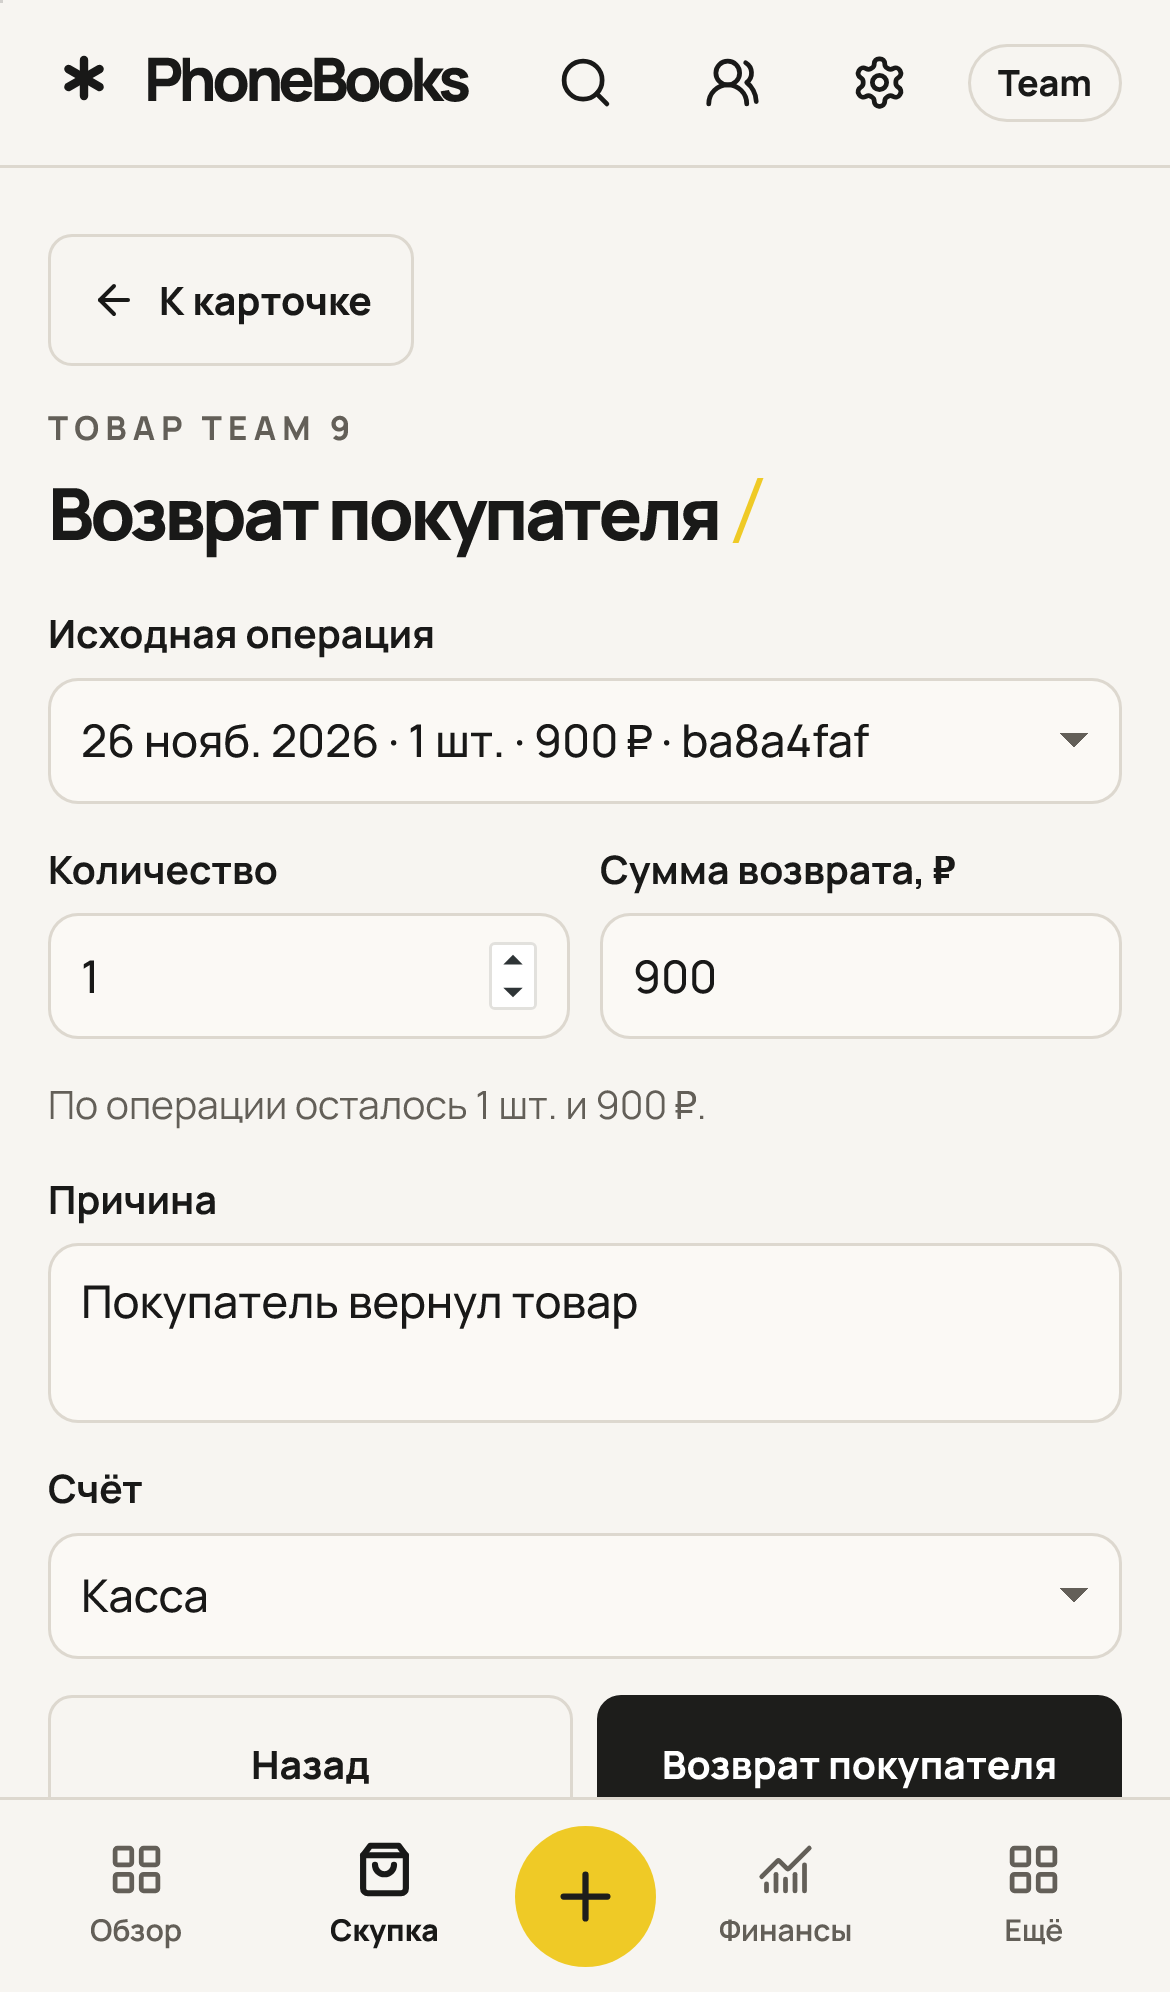 PhoneBooks
Team
К карточке
ТОВАР TEAM 9
Возврат покупателя /
Исходная операция
26 нояб. 2026 · 1 шт. · 900 ₽ · ba8a4faf
Количество
Сумма возврата, ₽
1
900
По операции осталось 1 шт. и 900 ₽.
Причина
Покупатель вернул товар
Счёт
Касса
Назад
Возврат покупателя
Обзор
Скупка
Финансы
Ещё